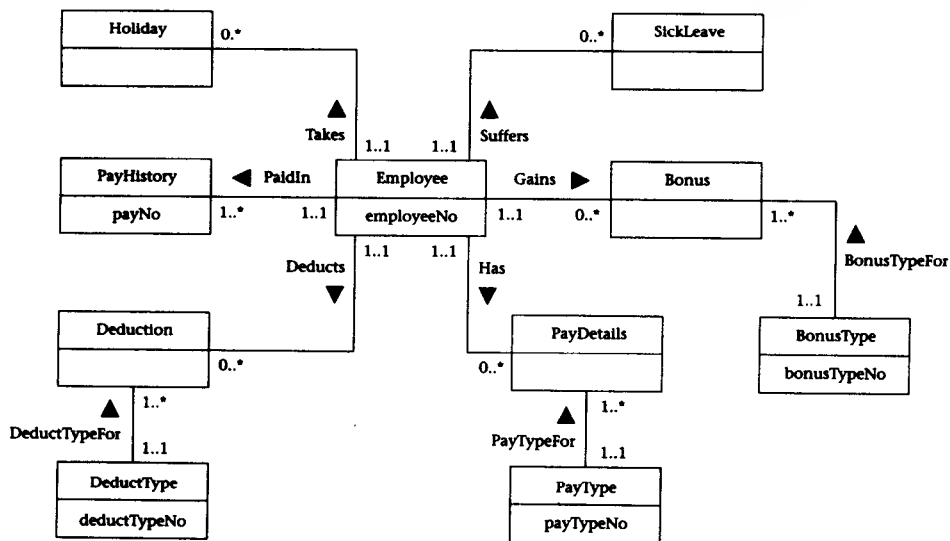 Holiday
0..*
SickLeave
0..*
Takes
1..1
1..1
Suffers
PayHistory
payNo
PaidIn
1..*
1..1
Employee
employeeNo
Gains
1..1
0..*
Bonus
1..*
BonusTypeFor
1..1
BonusType
bonusTypeNo
Deducts
1..1
1..1
Has
Deduction
0..*
PayDetails
0..*
DeductTypeFor
1..*
1..1
DeductType
deductTypeNo
PayTypeFor
1..*
1..1
PayType
payTypeNo